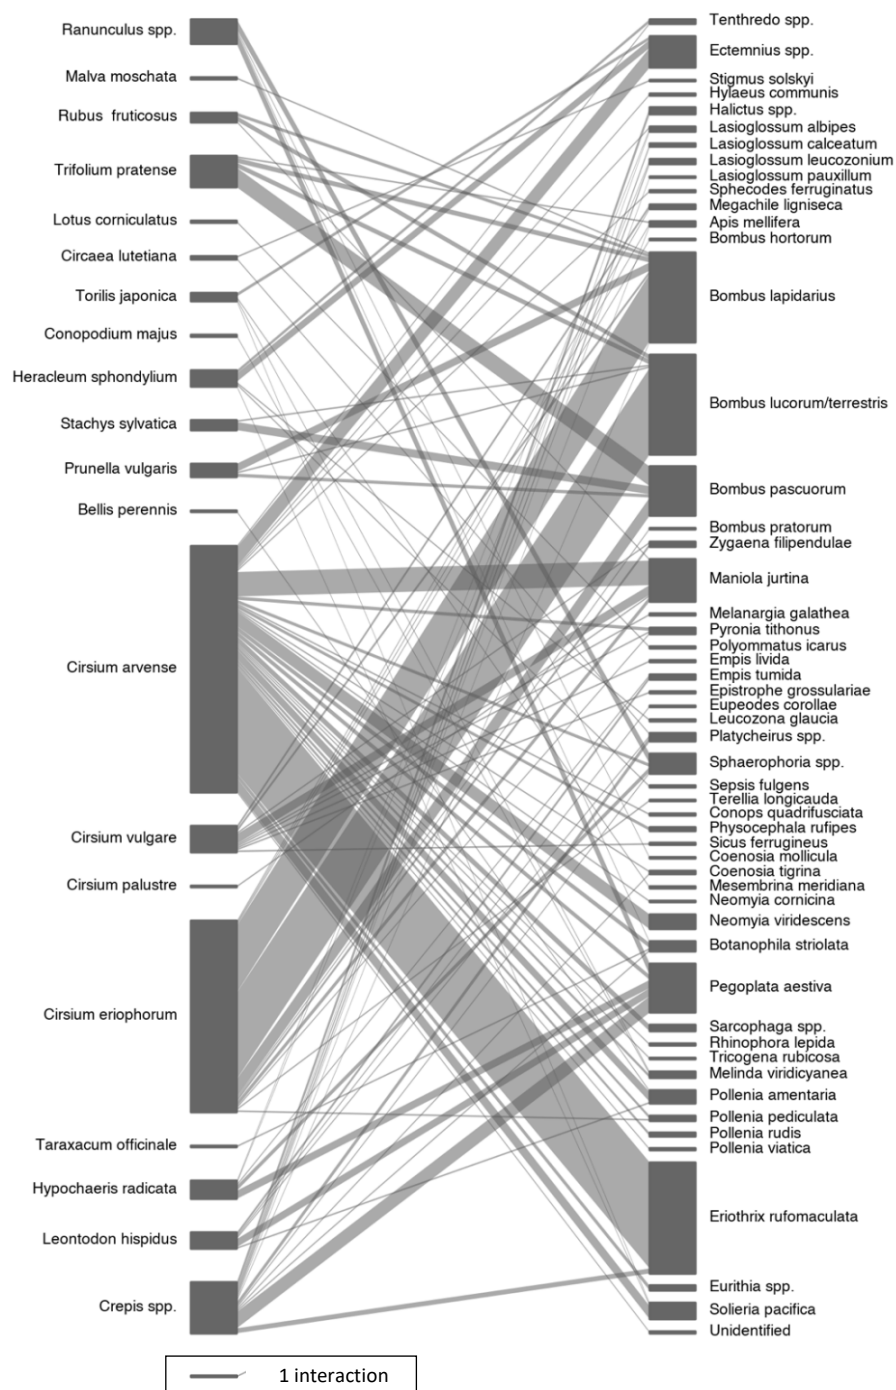 Ranunculus spp.
Malva moschata
Rubus fruticosus
Trifolium pratense
Lotus corniculatus
Circaea lutetiana
Torilis japonica
Conopodium majus
Heracleum sphondylium
Stachys sylvatica
Prunella vulgaris
Bellis perennis
Cirsium arvense
Cirsium vulgare
Cirsium palustre
Cirsium eriophorum
Taraxacum officinale
Hypochaeris radicata
Leontodon hispidus
Crepis spp.
Tenthredo spp.
Ectemnius spp.
Stigmus solskyi
Hylaeus communis
Halictus spp.
Lasioglossum albipes
Lasioglossum calceatum
Lasioglossum leucozonium
Lasioglossum pauxillum
Sphecodes ferruginatus
Megachile ligniseca
Apis mellifera
Bombus hortorum
Bombus lapidarius
Bombus lucorum/terrestris
Bombus pascuorum
Bombus pratorum
Zygaena filipendulae
Maniola jurtina
Melanargia galathea
Pyronia tithonus
Polyommatus icarus
Empis livida
Empis tumida
Epistrophe grossulariae
Eupeodes corollae
Leucozona glaucia
Platycheirus spp.
Sphaerophoria spp.
Sepsis fulgens
Terellia longicauda
Conops quadrifusciata
Physocephala rufipes
Sicus ferrugineus
Coenosia mollicula
Coenosia tigrina
Mesembrina meridiana
Neomyia cornicina
Neomyia viridescens
Botanophila striolata
Pegoplata aestiva
Sarcophaga spp.
Rhinophora lepida
Tricogena rubicosa
Melinda viridicyanea
Pollenia amentaria
Pollenia pediculata
Pollenia rudis
Pollenia viatica
Eriothrix rufomaculata
Eurithia spp.
Solieria pacifica
Unidentified
1 interaction